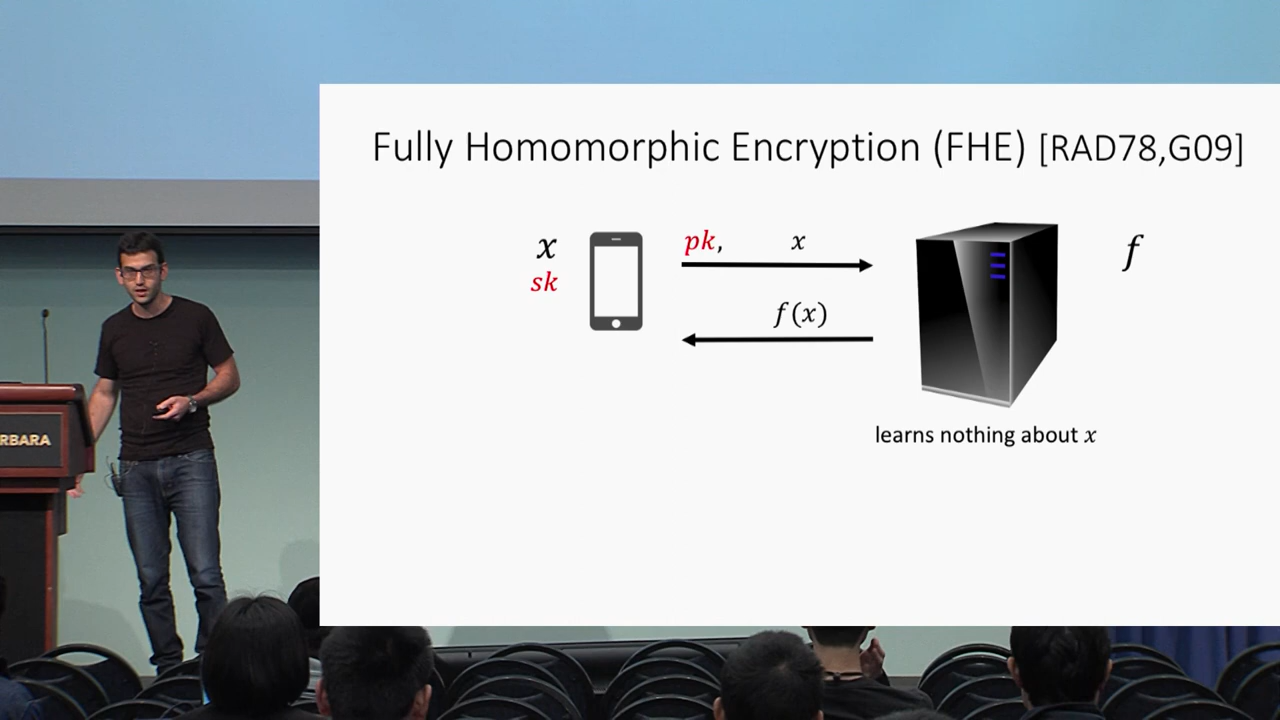 Fully Homomorphic Encryption (FHE) [RAD78,G09]
x pk, x f
sk
f(x)
learns nothing about x
RBARA